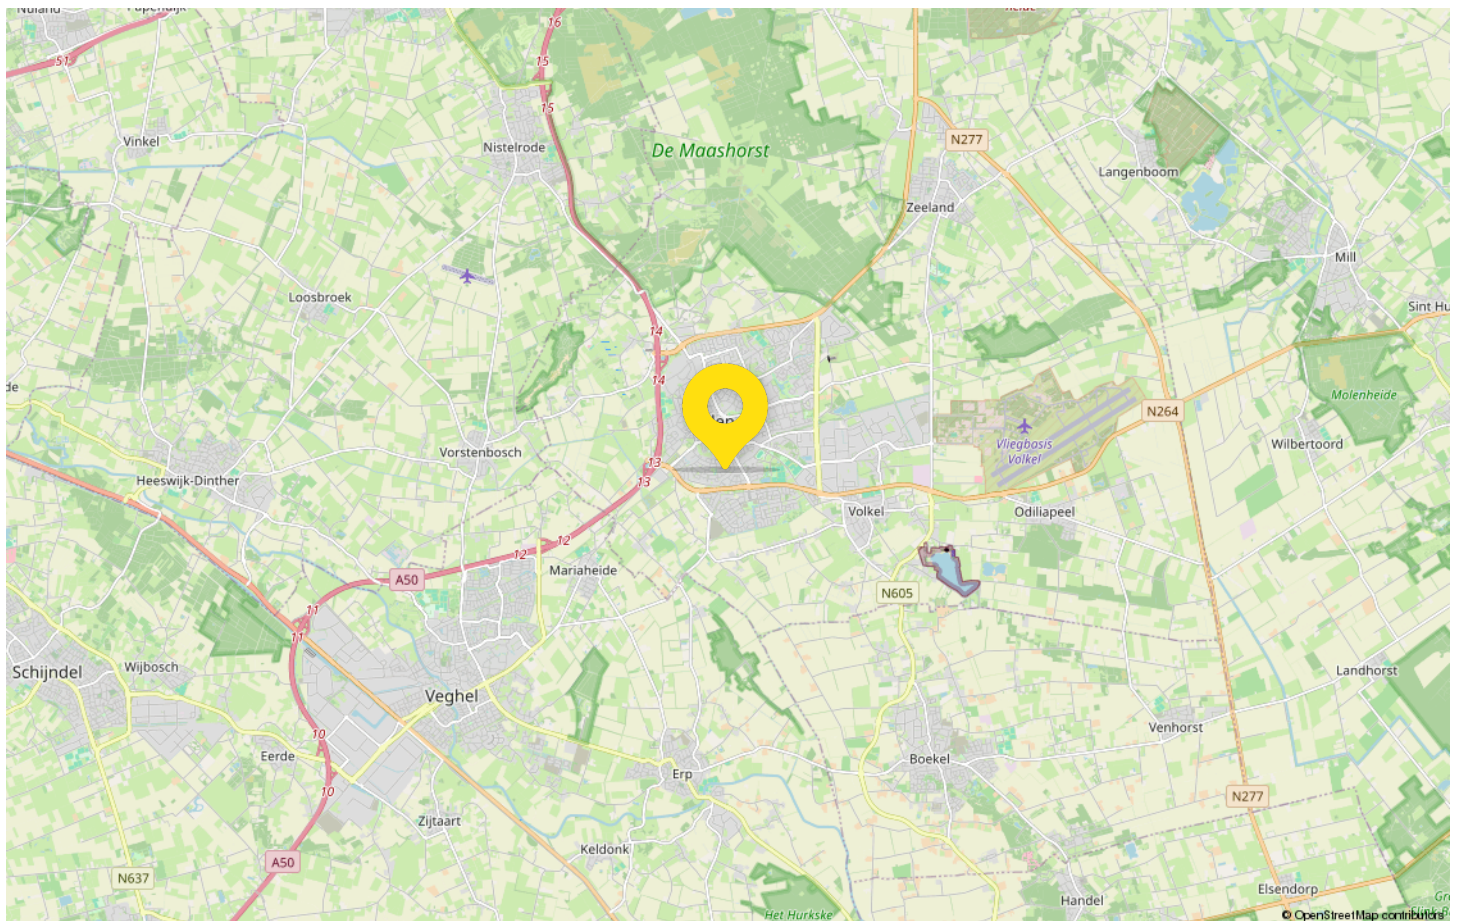 Nuland
Papendijk
16
51
15
15
Vinkel
Nistelrode
De Maashorst
N277
Langenboom
Zeeland
Mill
Loosbroek
Sint Hu
14
14
Molenheide
N264
Vliegbasis
Volkel
Wilbertoord
Vorstenbosch
13
13
Heeswijk-Dinther
Volkel
Odiliapeel
12
12
Mariaheide
A50
N605
11
11
Schijndel
Wijbosch
Landhorst
Veghel
Venhorst
10
Eerde
Boekel
Erp
10
N277
Zijtaart
Keldonk
A50
N637
Elsendorp
Handel
Het Hurkske
© OpenStreetMap contributors